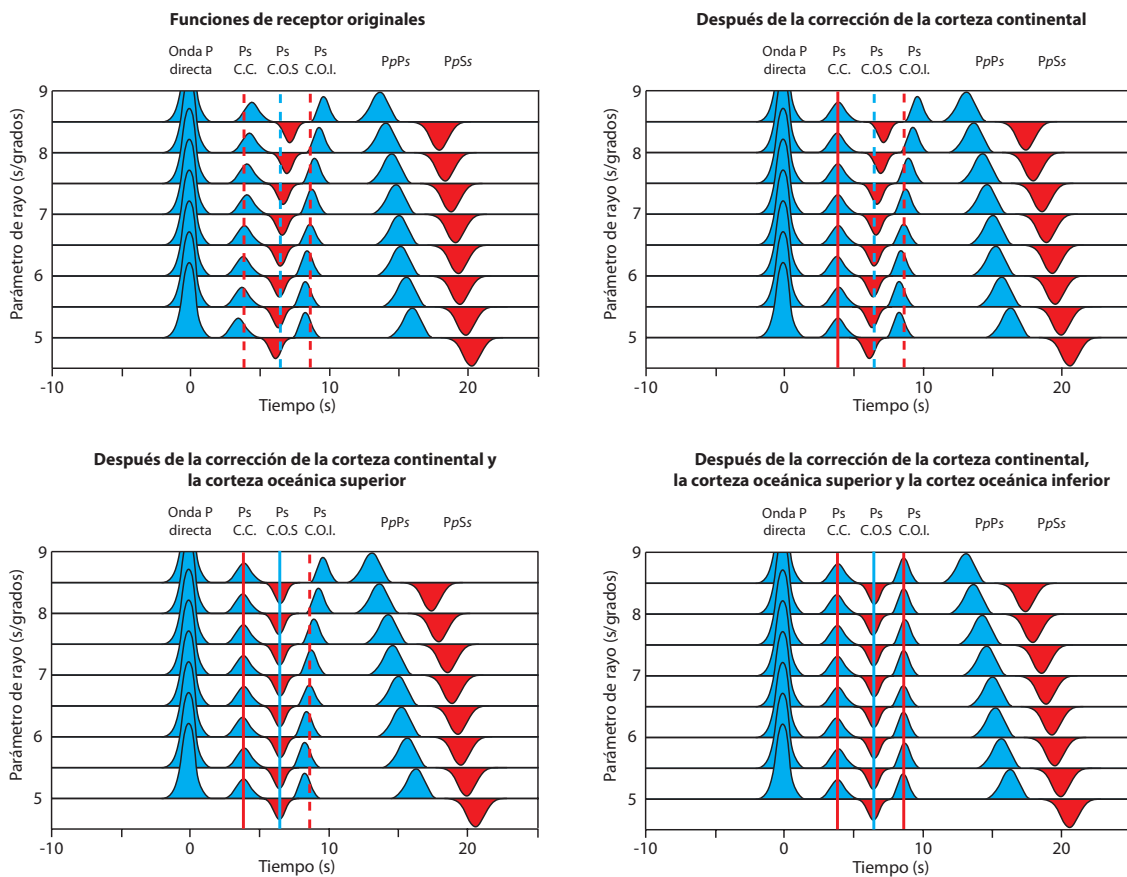 Funciones de receptor originales
Onda P Ps Ps Ps PpPs PpSs
directa C.C. C.O.S C.O.I.
Parámetro de rayo (s/grados)
9
8
7
6
5
-10 0 10 20
Tiempo (s)
Después de la corrección de la corteza continental
Onda P Ps Ps Ps PpPs PpSs
directa C.C. C.O.S C.O.I.
Parámetro de rayo (s/grados)
9
8
7
6
5
-10 0 10 20
Tiempo (s)
Después de la corrección de la corteza continental y
la corteza oceánica superior
Onda P Ps Ps Ps PpPs PpSs
directa C.C. C.O.S C.O.I.
Parámetro de rayo (s/grados)
9
8
7
6
5
-10 0 10 20
Tiempo (s)
Después de la corrección de la corteza continental,
la corteza oceánica superior y la cortez oceánica inferior
Onda P Ps Ps Ps PpPs PpSs
directa C.C. C.O.S C.O.I.
Parámetro de rayo (s/grados)
9
8
7
6
5
-10 0 10 20
Tiempo (s)